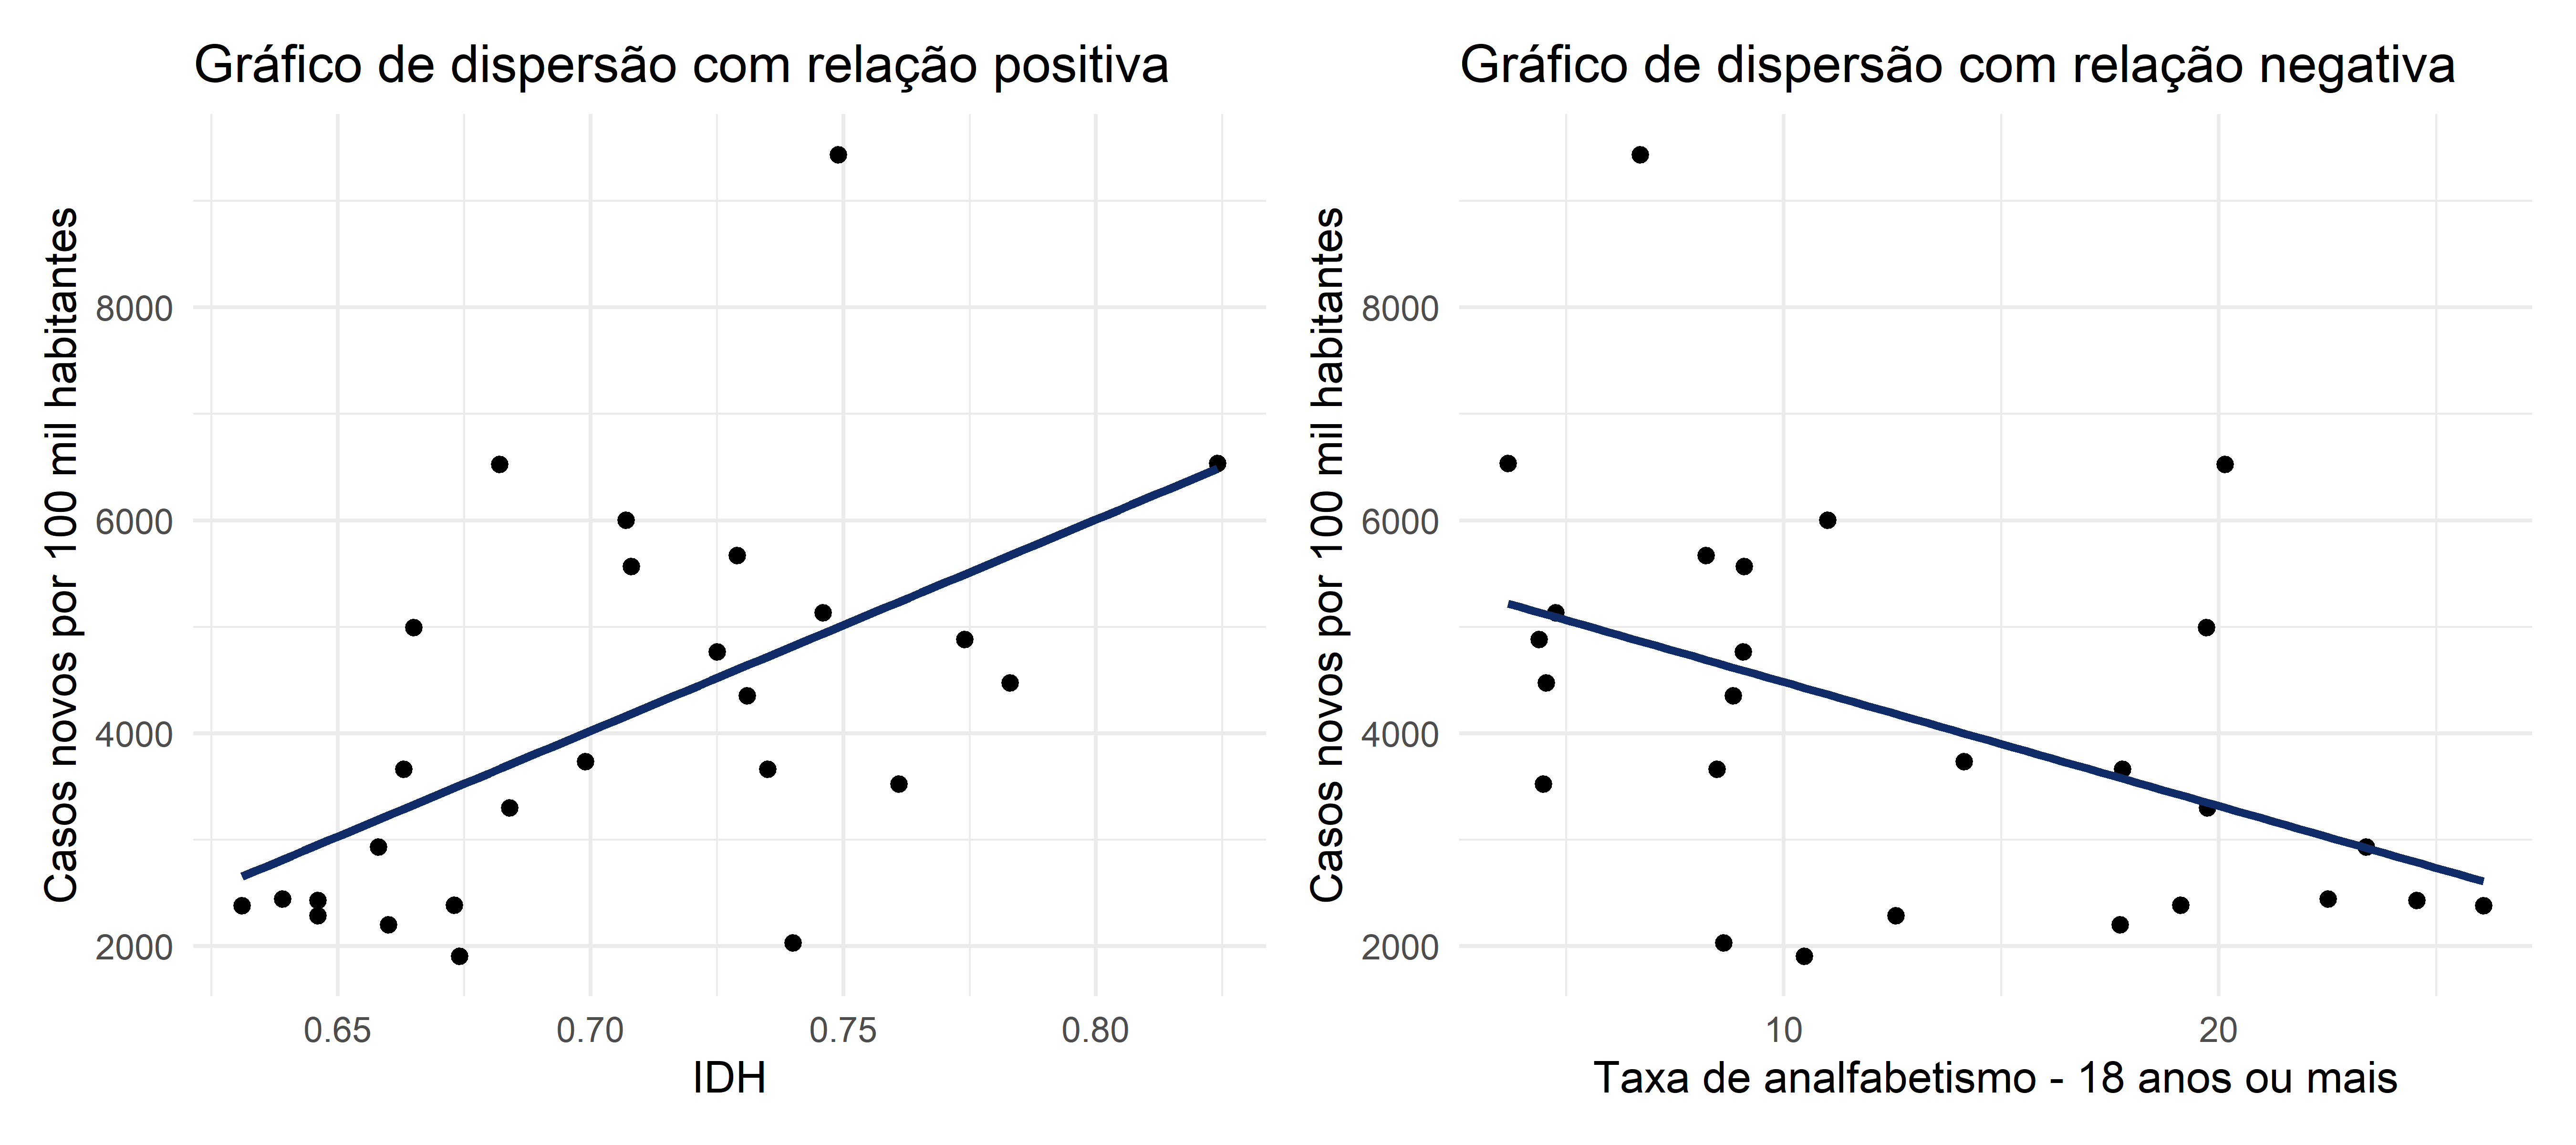 Gráfico de dispersão com relação positiva
Casos novos por 100 mil habitantes
8000
6000
4000
2000
0.65 0.70 0.75 0.80
IDH
Gráfico de dispersão com relação negativa
Casos novos por 100 mil habitantes
8000
6000
4000
2000
10 20
Taxa de analfabetismo - 18 anos ou mais